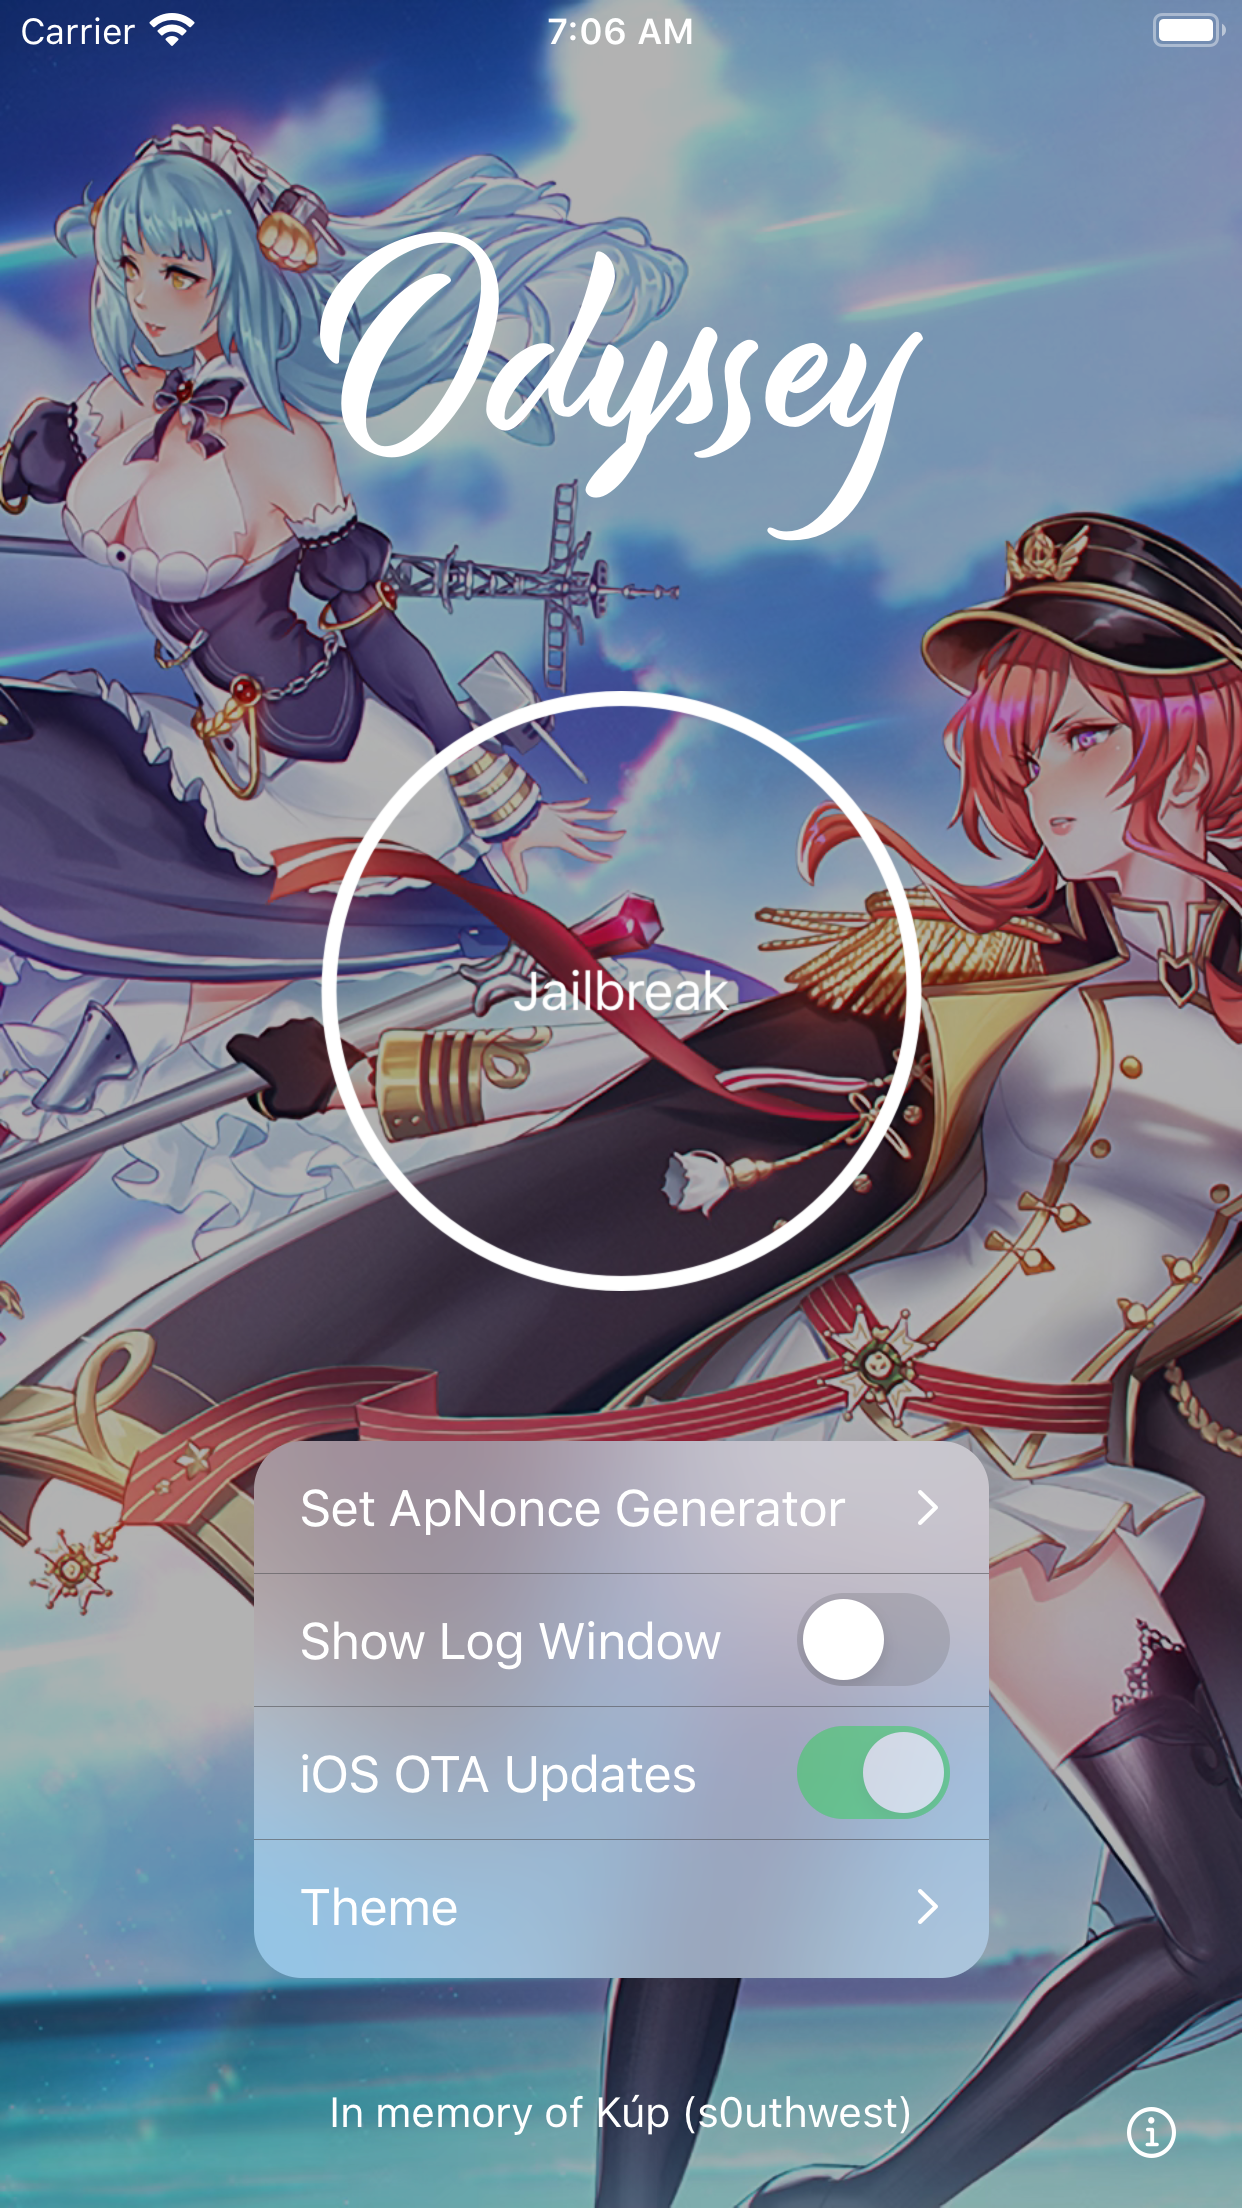 Carrier 7:06 AM
Odyssey
Jailbreak
Set ApNonce Generator
Show Log Window
iOS OTA Updates
Theme
In memory of Kúp (s0uthwest)